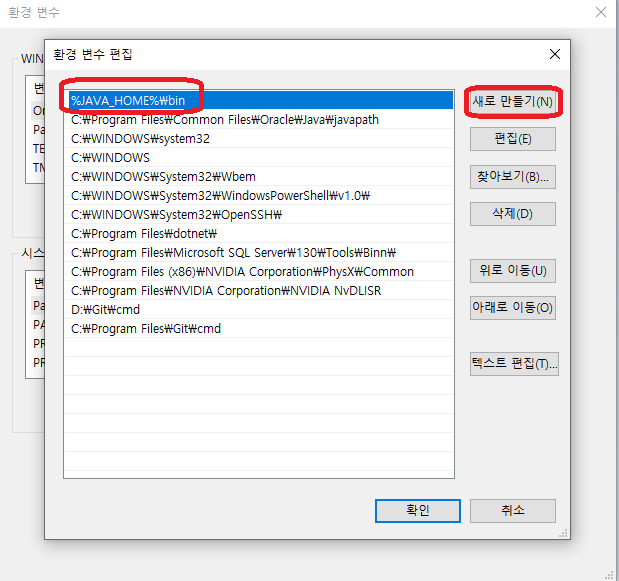 환경 변수
WIN
변
Or
Pa
TE
TM
시스
변
Pa
PA
PR
PR
환경 변수 편집
%JAVA_HOME%₩bin
C:₩Program Files₩Common Files₩Oracle₩Java₩javapath
C:₩WINDOWS₩system32
C:₩WINDOWS
C:₩WINDOWS₩System32₩Wbem
C:₩WINDOWS₩System32₩WindowsPowerShell₩v1.0₩
C:₩WINDOWS₩System32₩OpenSSH₩
C:₩Program Files₩dotnet₩
C:₩Program Files₩Microsoft SQL Server₩130₩Tools₩Binn₩
C:₩Program Files (x86)₩NVIDIA Corporation₩PhysX₩Common
C:₩Program Files₩NVIDIA Corporation₩NVIDIA NvDLISR
D:₩Git₩cmd
C:₩Program Files₩Git₩cmd
새로 만들기(N)
편집(E)
찾아보기(B)...
삭제(D)
위로 이동(U)
아래로 이동(O)
텍스트 편집(T)...
확인
취소